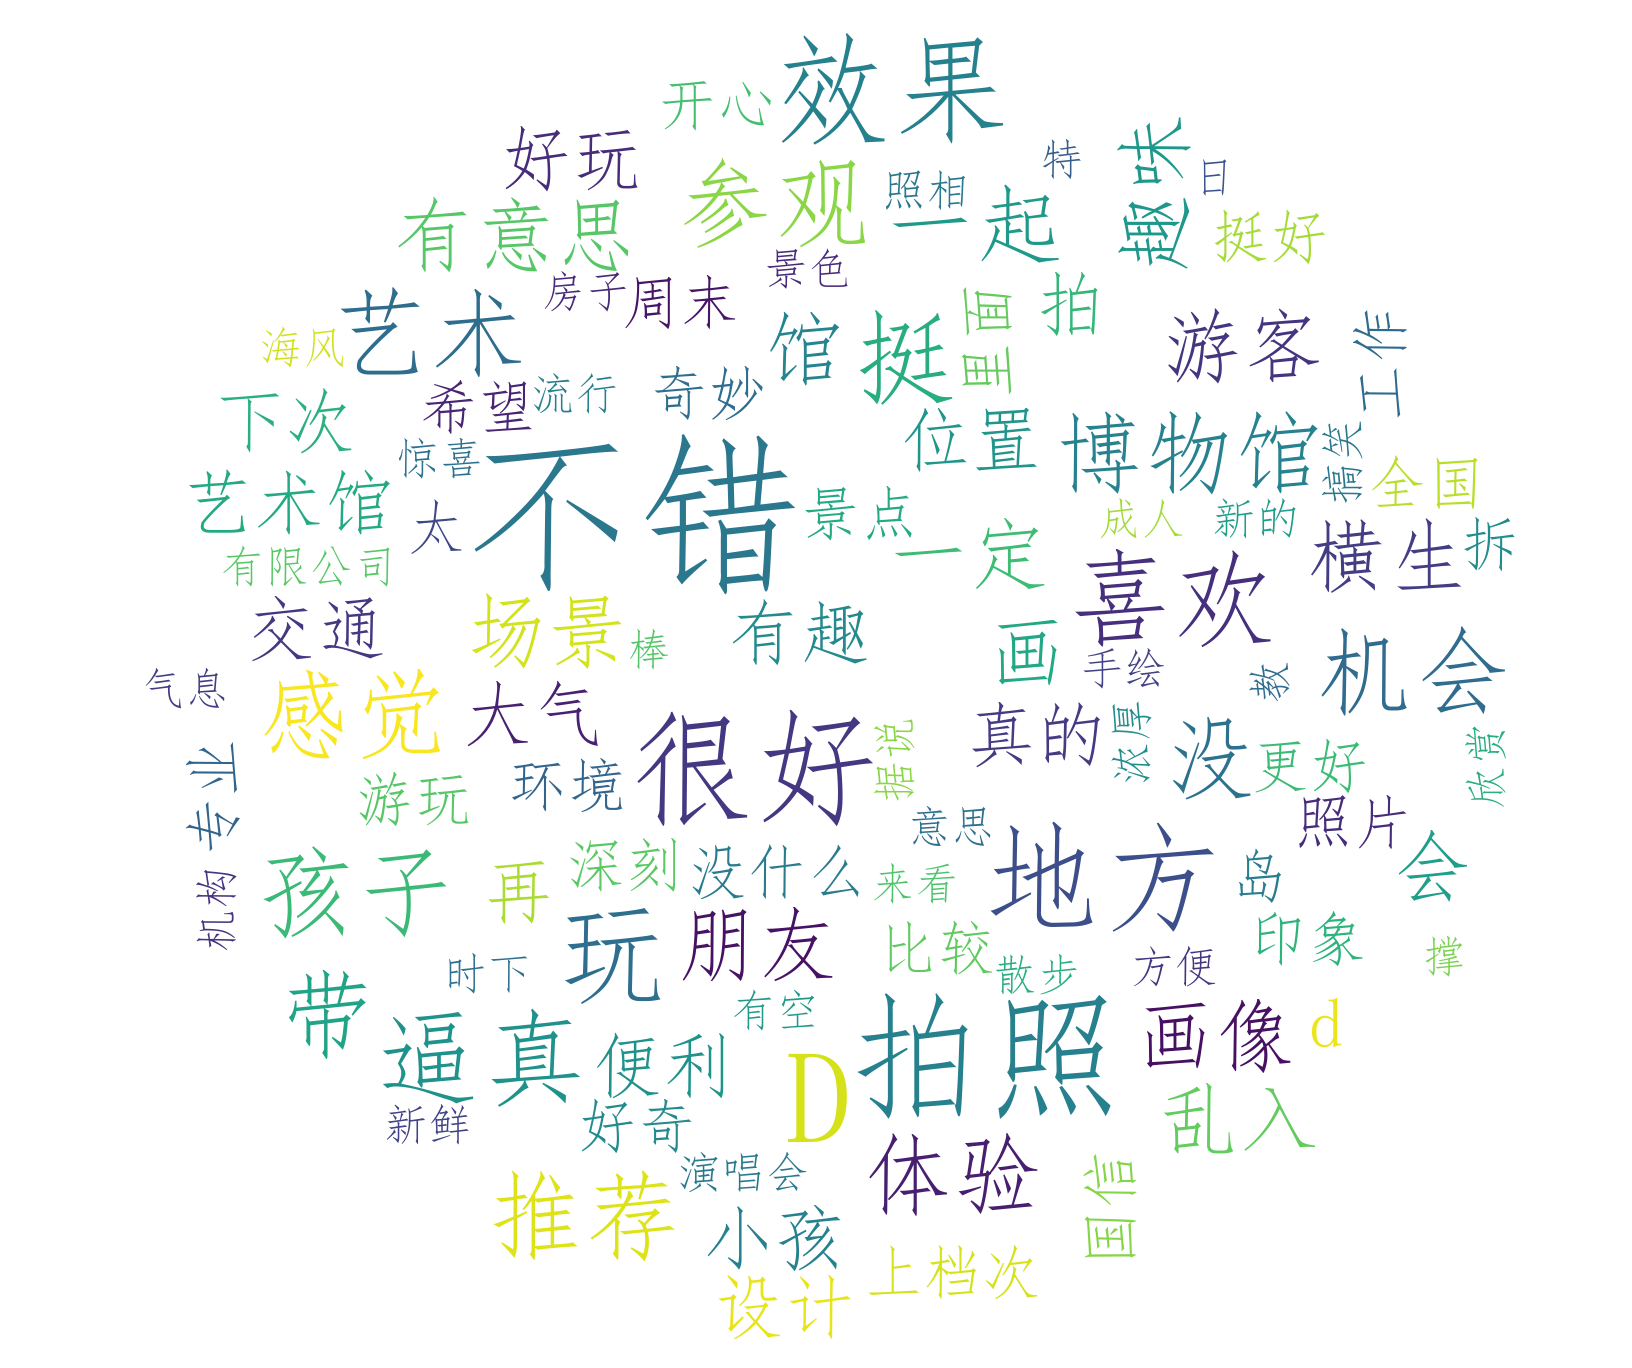 效果
开心
好玩
参观
照相
特
趣味
日
有意思
一起
挺好
景色
房子
周末
艺术
馆
挺
里面
拍
游客
工作
海风
希望
流行
奇妙
下次
位置
博物馆
搞笑
惊喜
不错
全国
艺术馆
太
景点
一定
成人
新的
横生
拆
有限公司
喜欢
交通
场景
棒
有趣
画
手绘
教
机会
气息
感觉
大气
很好
据说
真的
浓厚
没
更好
欣赏
专业
游玩
环境
意思
照片
机构
孩子
再
深刻
没什么
来看
地方
岛
会
玩
朋友
比较
散步
方便
印象
撑
时下
带
有空
逼真
便利
D
拍照
画像
d
新鲜
好奇
乱入
演唱会
体验
国信
推荐
小孩
上档次
设计